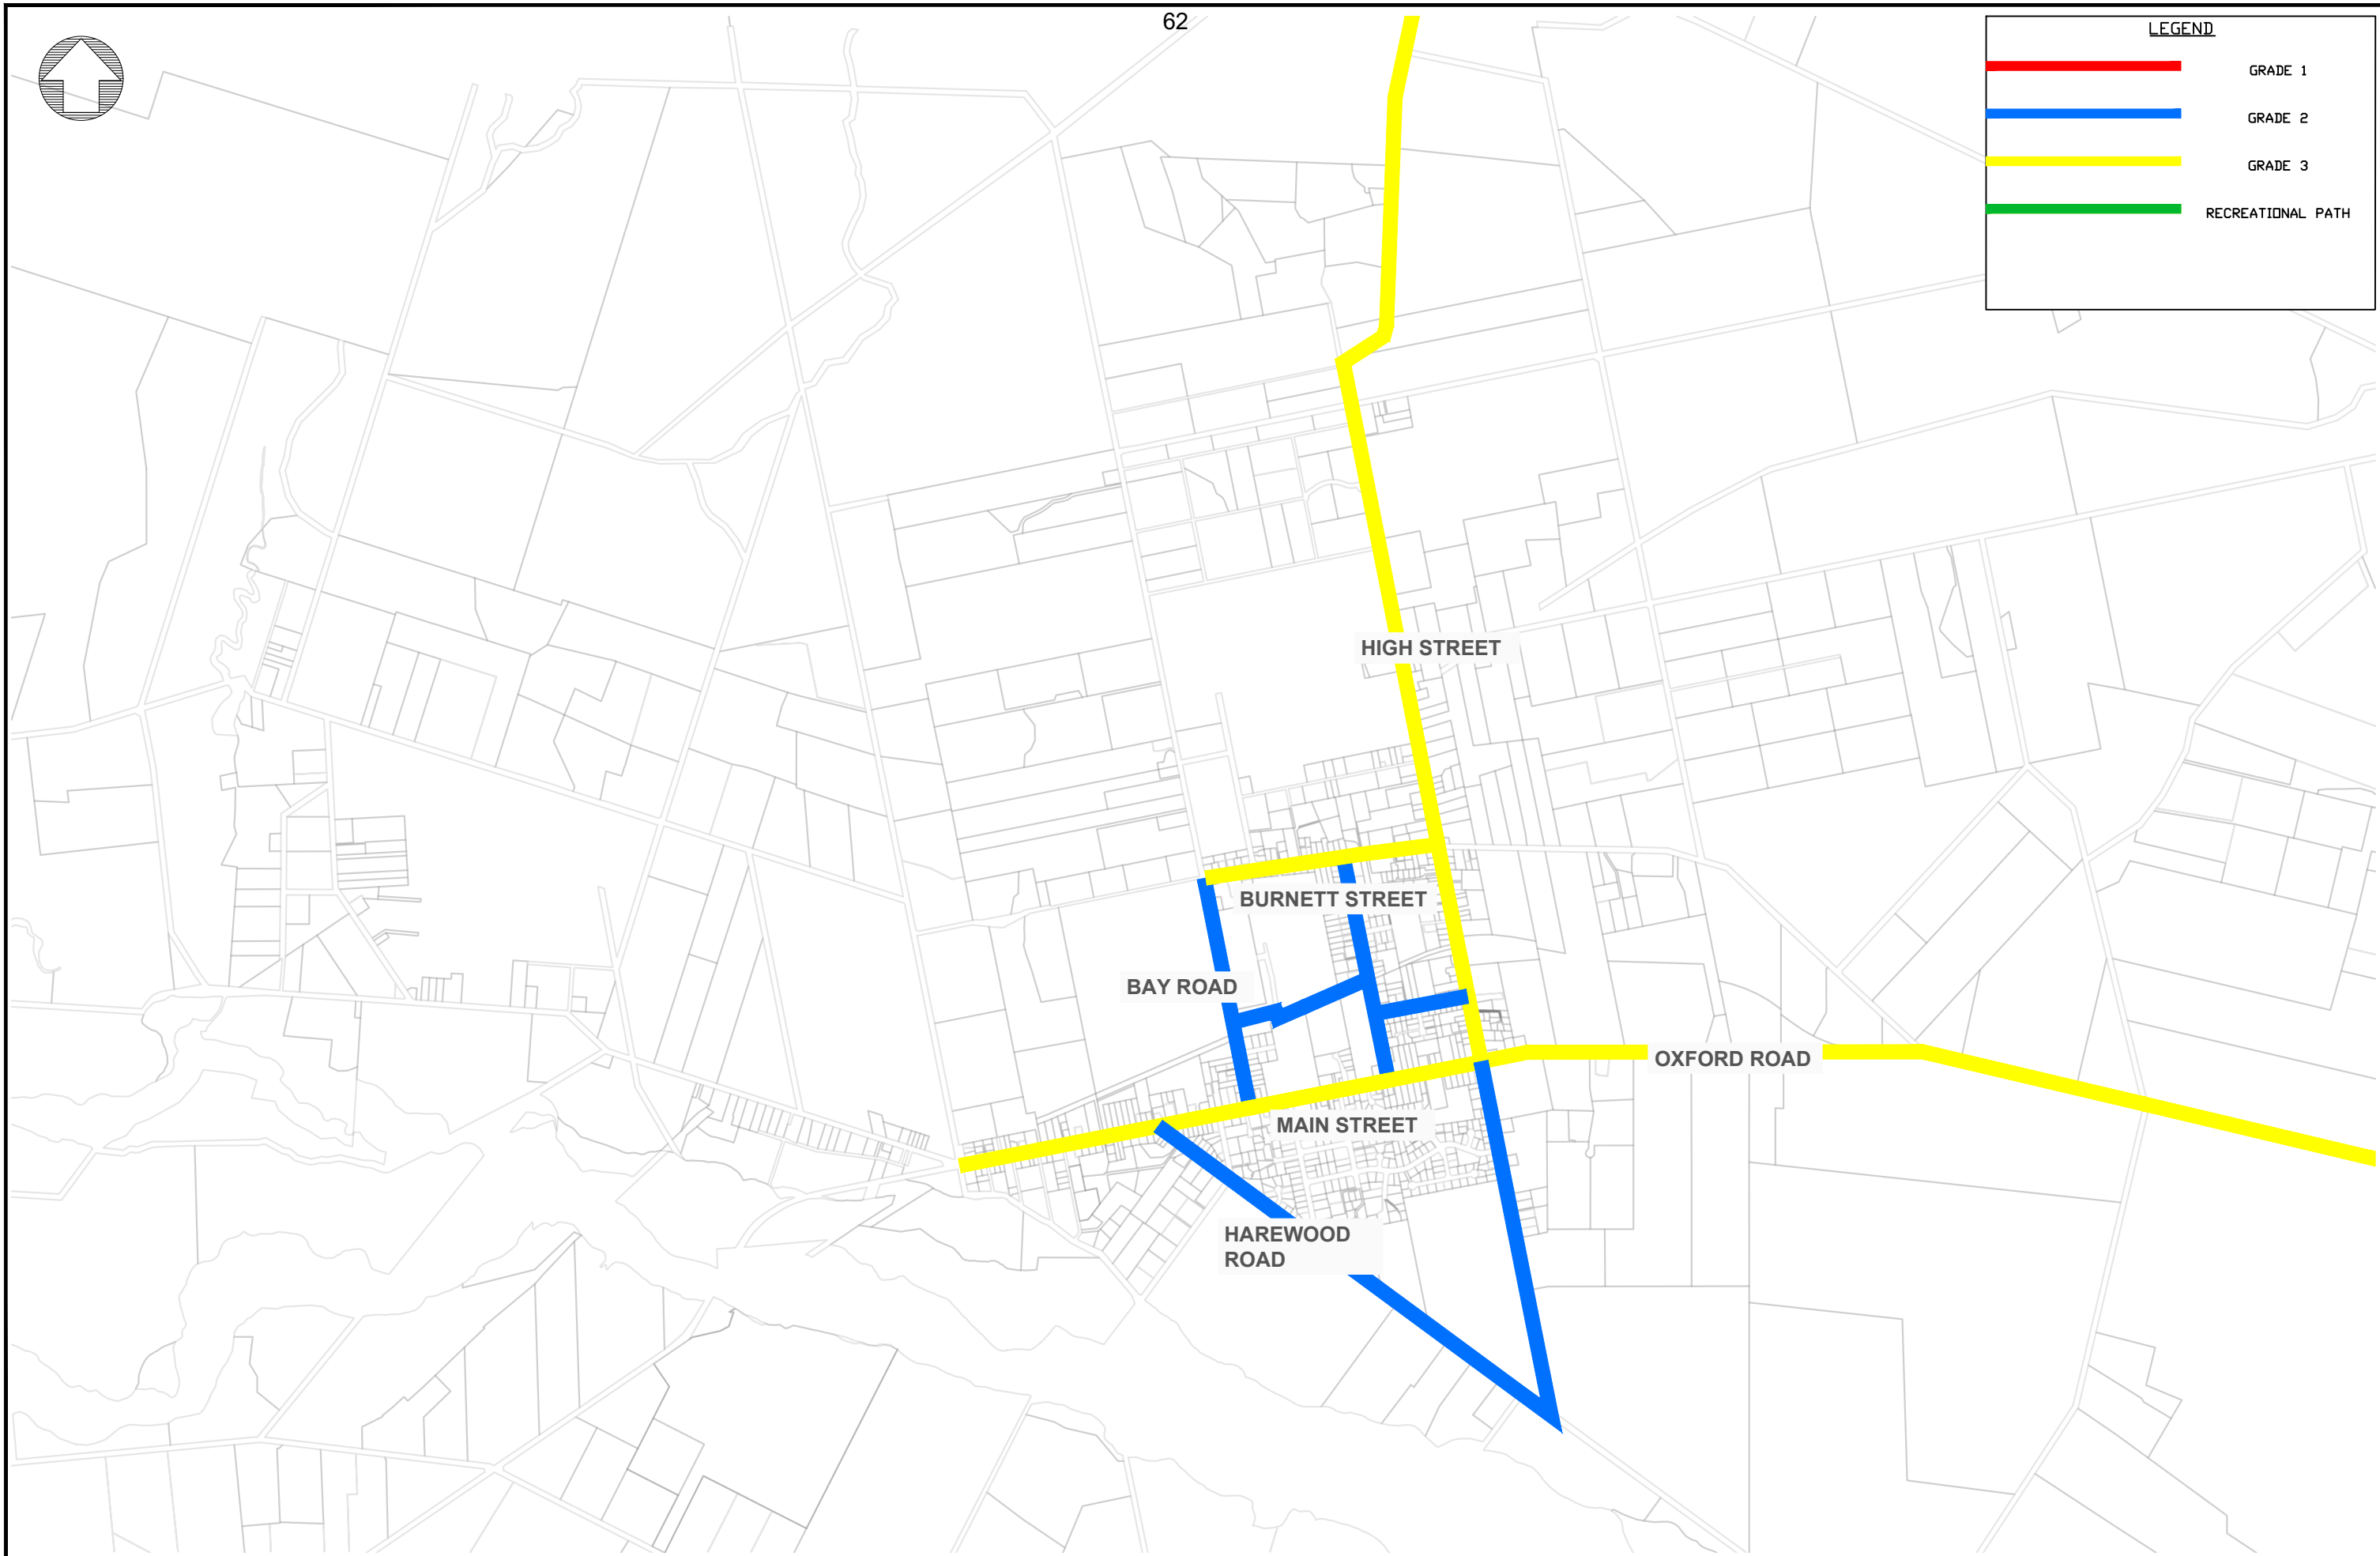 62
LEGEND
GRADE 1
GRADE 2
GRADE 3
RECREATIONAL PATH
HIGH STREET
BURNETT STREET
BAY ROAD
OXFORD ROAD
MAIN STREET
HAREWOOD
ROAD